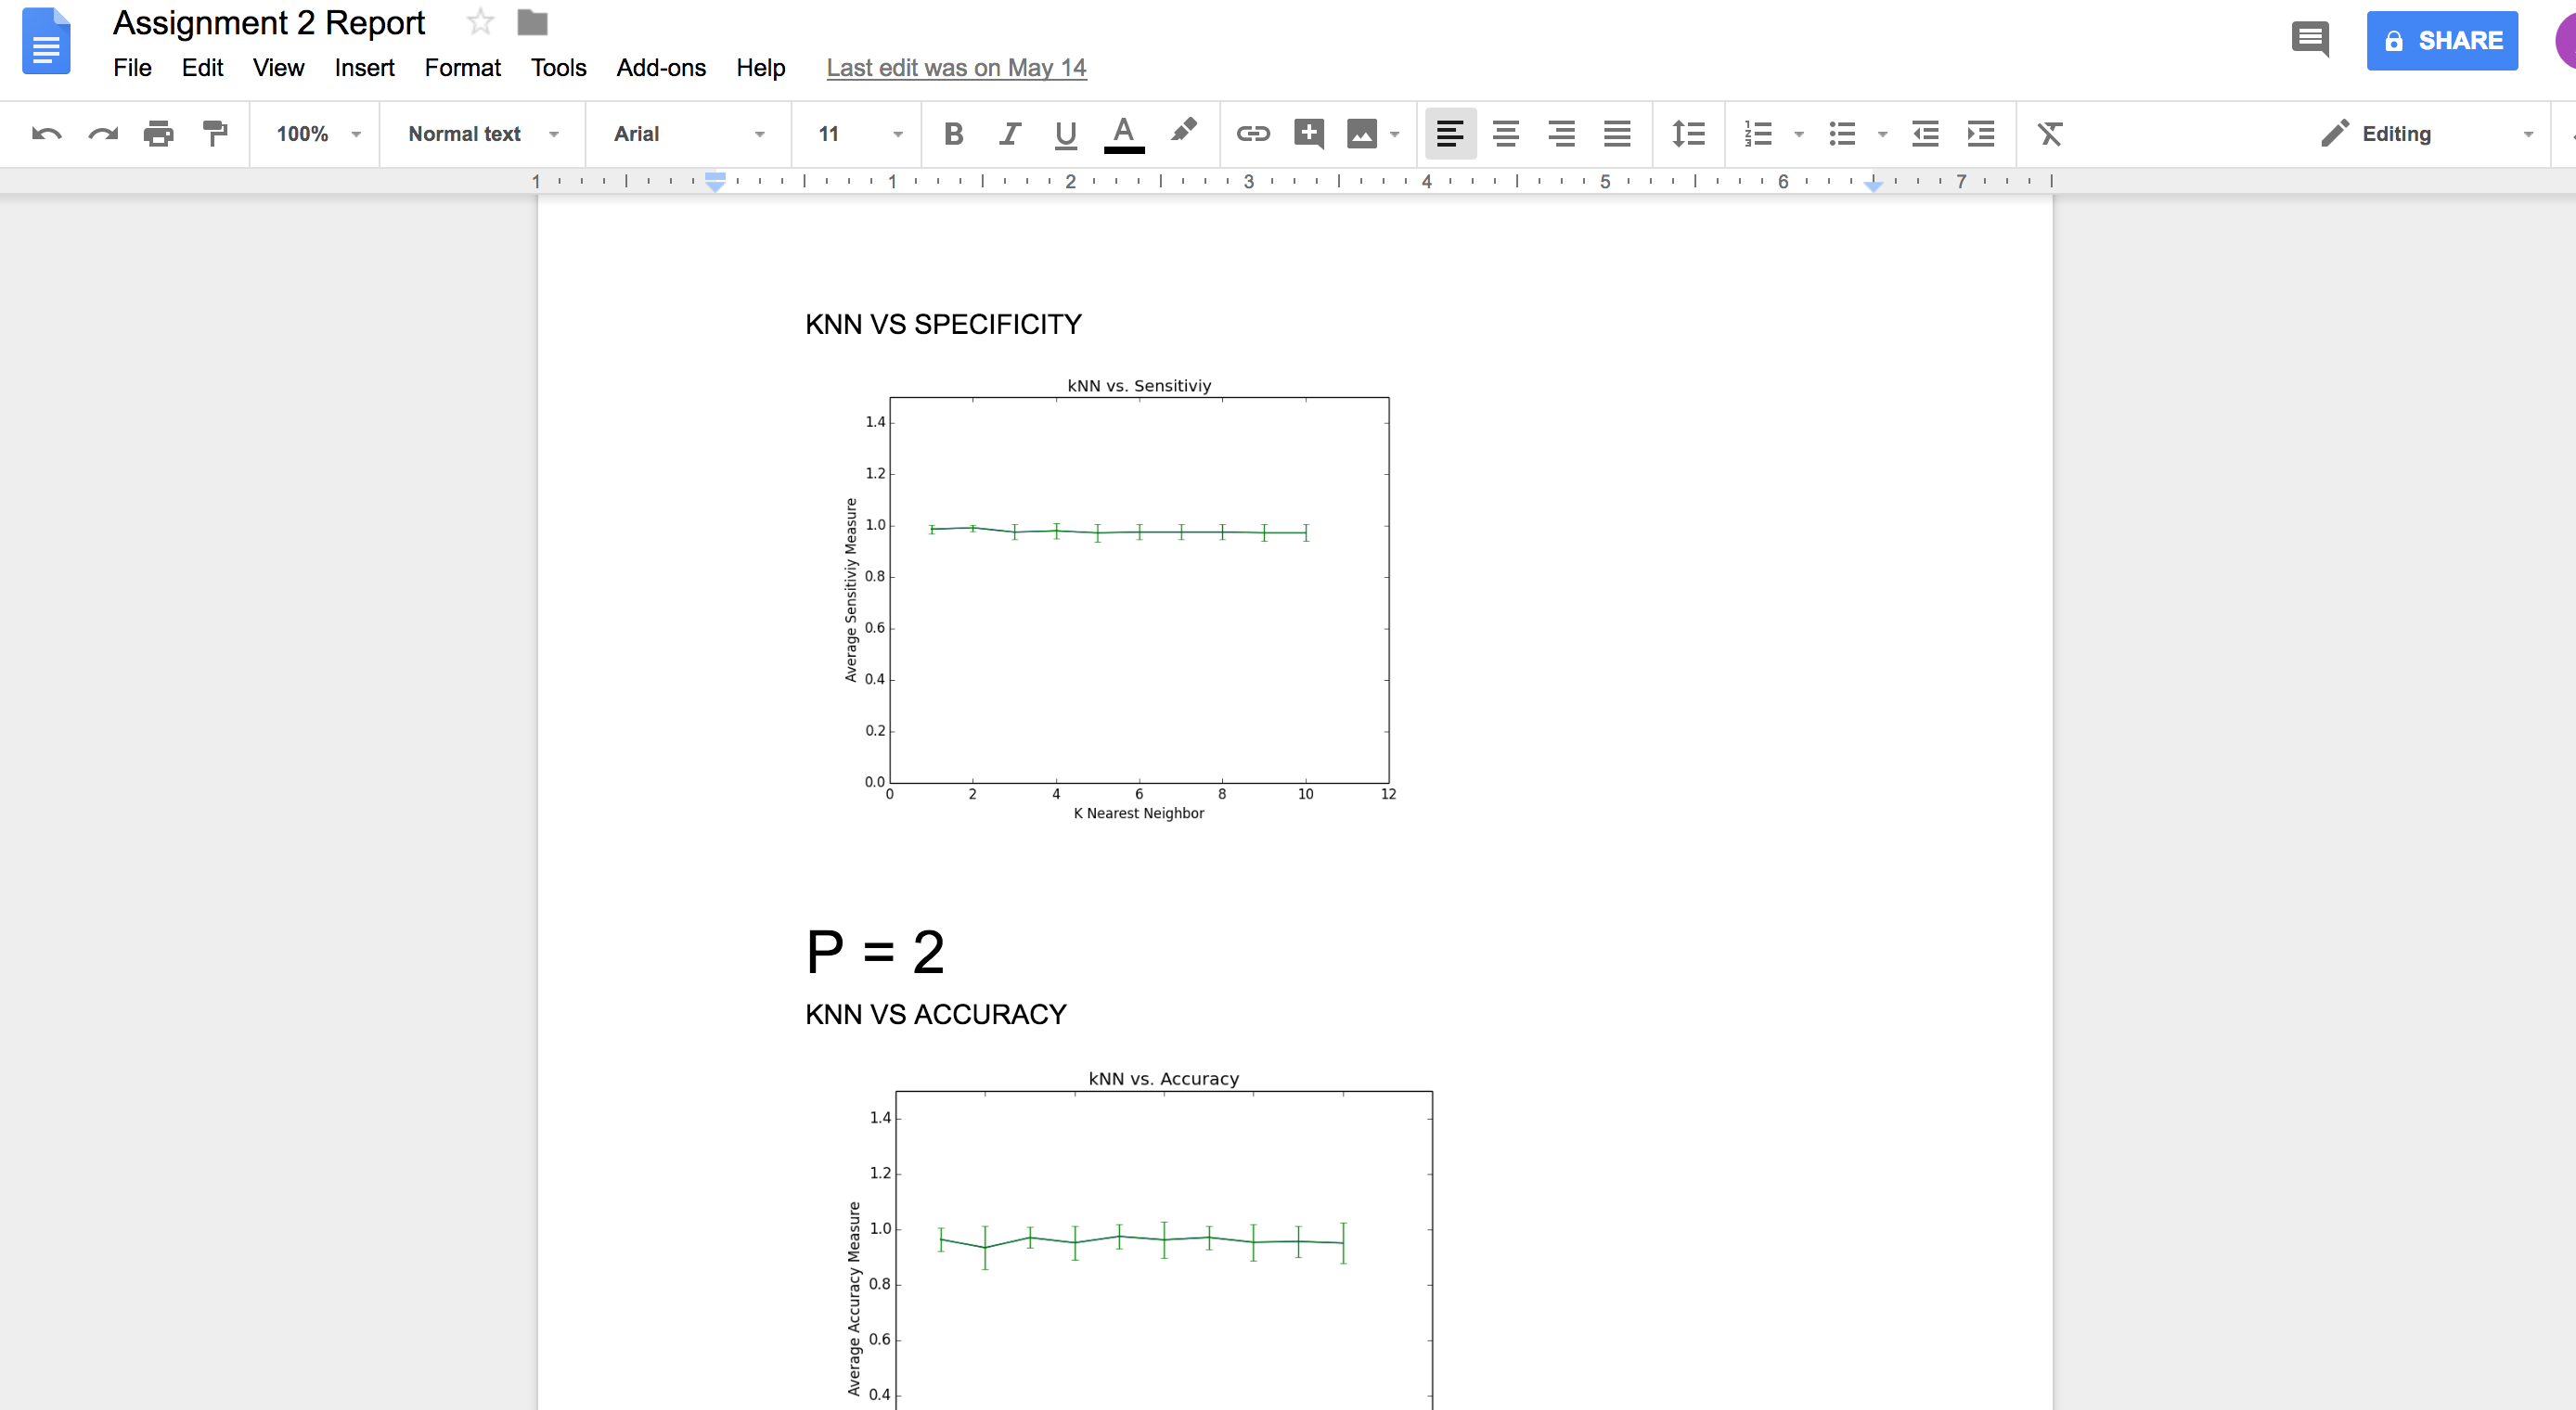 Assignment 2 Report
SHARE
File Edit View Insert Format Tools Add-ons Help Last edit was on May 14
100% Normal text Arial 11 B I U A Editing
1 1 2 3 4 5 6 7
KNN VS SPECIFICITY
kNN vs. Sensitiviy
1.4
1.2
1.0
0.8
0.6
0.4
0.2
0.0
Average Sensitiviy Measure
0 2 4 6 8 10 12
K Nearest Neighbor
P = 2
KNN VS ACCURACY
kNN vs. Accuracy
1.4
1.2
1.0
0.8
0.6
0.4
Average Accuracy Measure